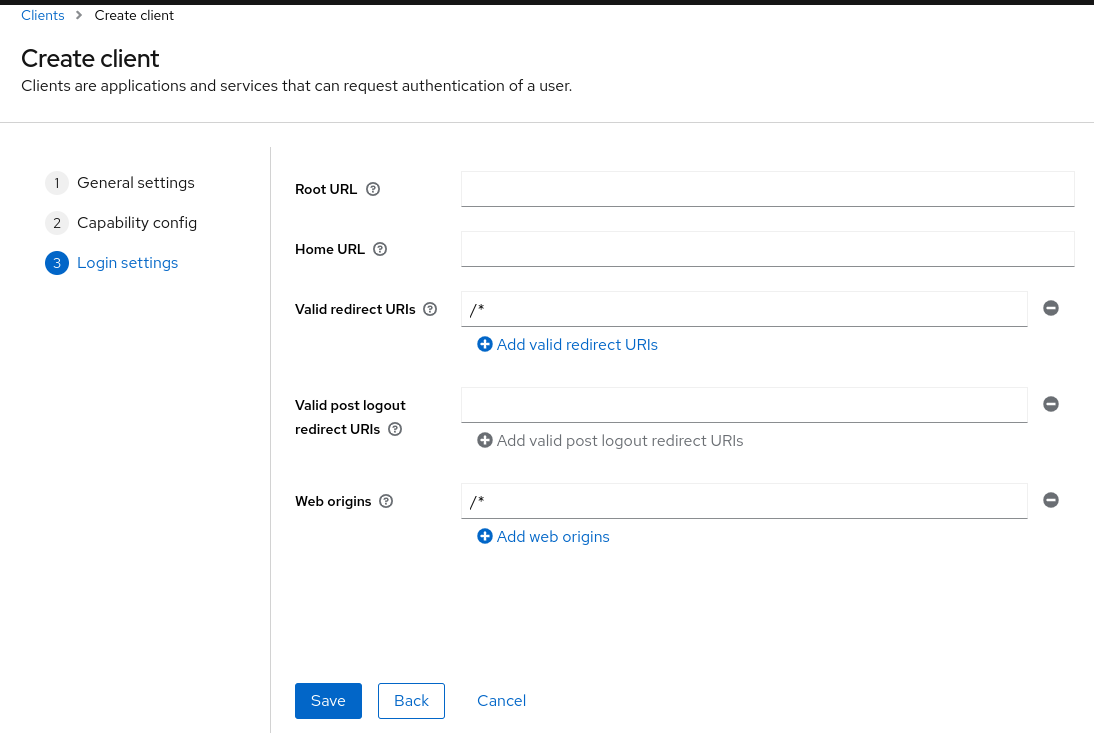 Clients > Create client
Create client
Clients are applications and services that can request authentication of a user.
1 General settings
2 Capability config
3 Login settings
Root URL ?
Home URL ?
Valid redirect URIs ? /*
Add valid redirect URIs
Valid post logout
redirect URIs ?
Add valid post logout redirect URIs
Web origins ? /*
Add web origins
Save Back Cancel